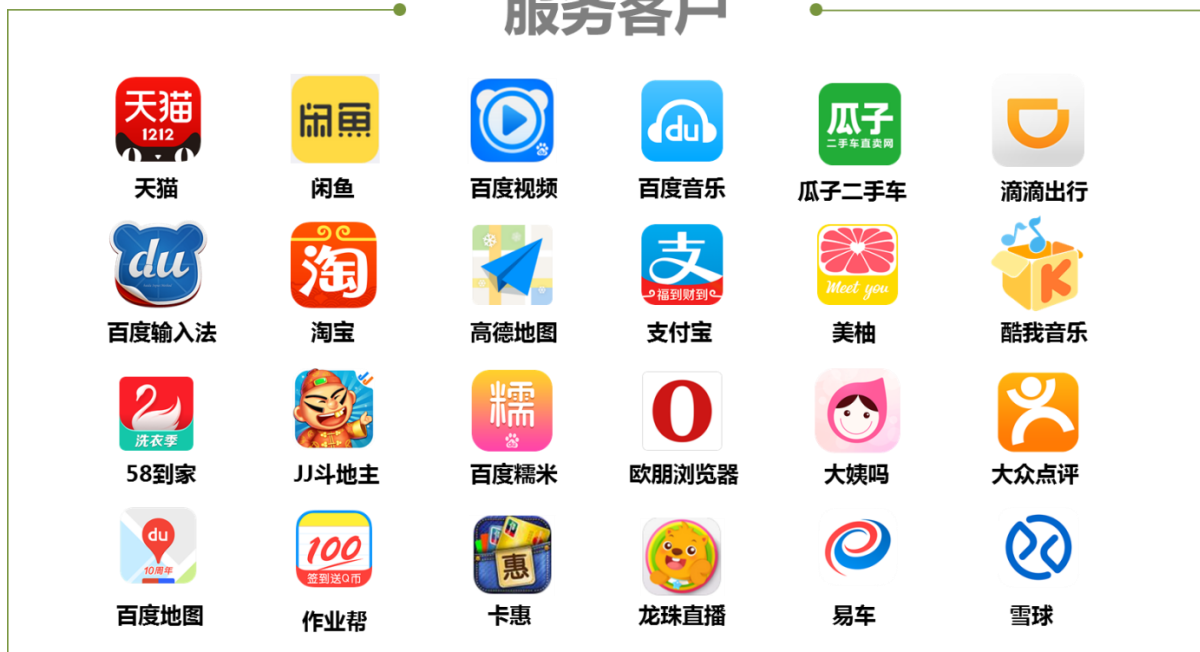 服务客户
天猫
1212
闲鱼
du
瓜子
二手车直卖网
天猫
闲鱼
百度视频
百度音乐
瓜子二手车
滴滴出行
du
淘
支
福到财到
Meet you
K
百度输入法
淘宝
高德地图
支付宝
美柚
酷我音乐
洗衣季
JJ
糯
58到家
JJ斗地主
百度糯米
欧朋浏览器
大姨吗
大众点评
du
10周年
100
签到送Q币
惠
百度地图
作业帮
卡惠
龙珠直播
易车
雪球